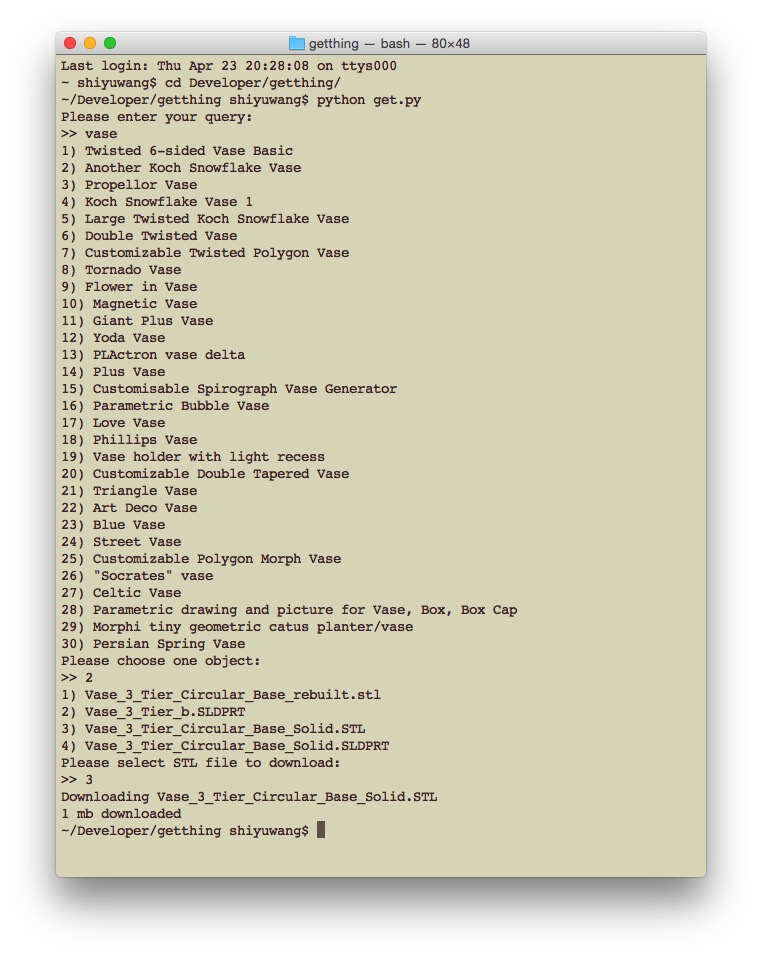 getthing — bash — 80×48
Last login: Thu Apr 23 20:28:08 on ttys000
~ shiyuwang$ cd Developer/getthing/
~/Developer/getthing shiyuwang$ python get.py
Please enter your query:
>> vase
1) Twisted 6-sided Vase Basic
2) Another Koch Snowflake Vase
3) Propellor Vase
4) Koch Snowflake Vase 1
5) Large Twisted Koch Snowflake Vase
6) Double Twisted Vase
7) Customizable Twisted Polygon Vase
8) Tornado Vase
9) Flower in Vase
10) Magnetic Vase
11) Giant Plus Vase
12) Yoda Vase
13) PLActron vase delta
14) Plus Vase
15) Customisable Spirograph Vase Generator
16) Parametric Bubble Vase
17) Love Vase
18) Phillips Vase
19) Vase holder with light recess
20) Customizable Double Tapered Vase
21) Triangle Vase
22) Art Deco Vase
23) Blue Vase
24) Street Vase
25) Customizable Polygon Morph Vase
26) "Socrates" vase
27) Celtic Vase
28) Parametric drawing and picture for Vase, Box, Box Cap
29) Morphi tiny geometric catus planter/vase
30) Persian Spring Vase
Please choose one object:
>> 2
1) Vase_3_Tier_Circular_Base_rebuilt.stl
2) Vase_3_Tier_b.SLDPRT
3) Vase_3_Tier_Circular_Base_Solid.STL
4) Vase_3_Tier_Circular_Base_Solid.SLDPRT
Please select STL file to download:
>> 3
Downloading Vase_3_Tier_Circular_Base_Solid.STL
1 mb downloaded
~/Developer/getthing shiyuwang$